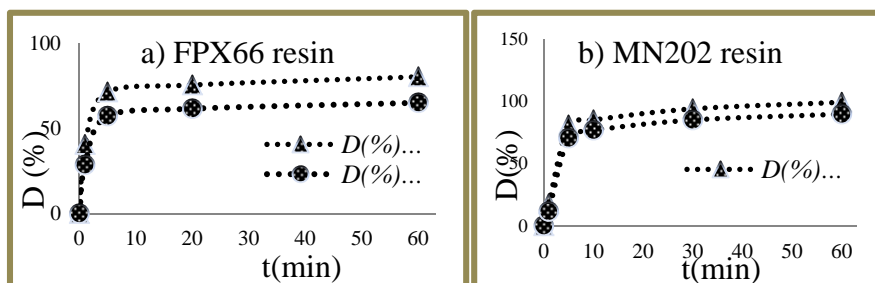 a) FPX66 resin
100
50
0
D (%)
D(%)...
D(%)...
0 10 20 30 40 50 60
t(min)
b) MN202 resin
150
100
50
0
D(%)
D(%)...
0 10 20 30 40 50 60
t(min)